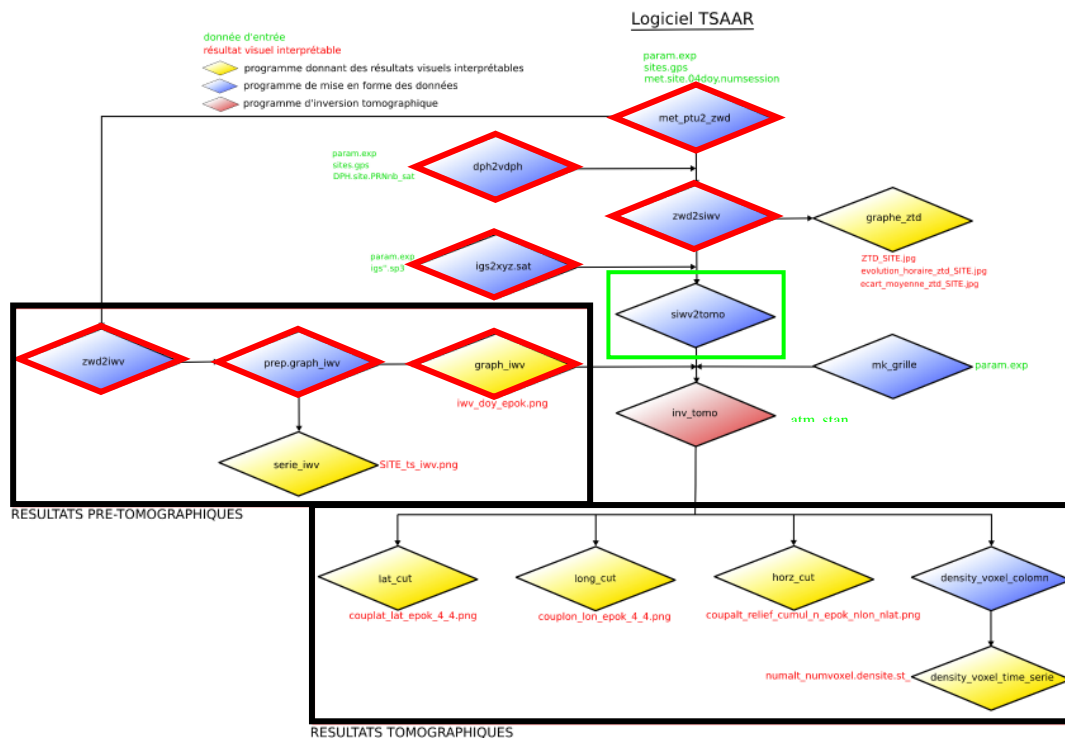 Logiciel TSAAR
donnée d'entrée
résultat visuel interprétable
programme donnant des résultats visuels interprétables
programme de mise en forme des données
programme d'inversion tomographique
param.exp
sites.gps
met.site.04doy.numsession
met_ptu2_zwd
param.exp
sites.gps
DPH.site.PRNnb_sat
dph2vdph
zwd2siwv
graphe_ztd
ZTD_SITE.jpg
evolution_horaire_ztd_SITE.jpg
ecart_moyenne_ztd_SITE.jpg
param.exp
igs*.sp3
igs2xyz.sat
siwv2tomo
zwd2iwv
prep.graph_iwv
graph_iwv
iwv_doy_epok.png
mk_grille
param.exp
inv_tomo
atm_stan
serie_iwv
SITE_ts_iwv.png
RESULTATS PRE-TOMOGRAPHIQUES
lat_cut
couplat_lat_epok_4_4.png
long_cut
couplon_lon_epok_4_4.png
horz_cut
coupalt_relief_cumul_n_epok_nlon_nlat.png
density_voxel_colomn
numalt_numvoxel.densite.st_
density_voxel_time_serie
RESULTATS TOMOGRAPHIQUES